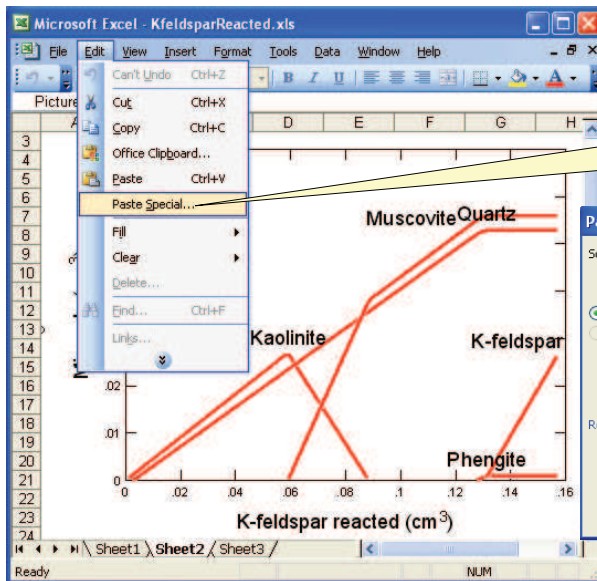 Microsoft Excel - KfeldsparReacted.xls
File Edit View Insert Format Tools Data Window Help
B I U A
Picture
Can't Undo Ctrl+Z
Cut Ctrl+X
Copy Ctrl+C
Office Clipboard...
Paste Ctrl+V
Paste Special...
Fill
Clear
Delete...
Find... Ctrl+F
Links...
D E F G H
3
4
5
6
7
8
9
10
11
12
13
14
15
16
17
18
19
20
21
22
23
24
Muscovite Quartz
Kaolinite
K-feldspar
Phengite
.02
.01
0
0 .02 .04 .06 .08 .1 .12 .14 .16
K-feldspar reacted (cm3)
Sheet1 Sheet2 Sheet3
Ready NUM